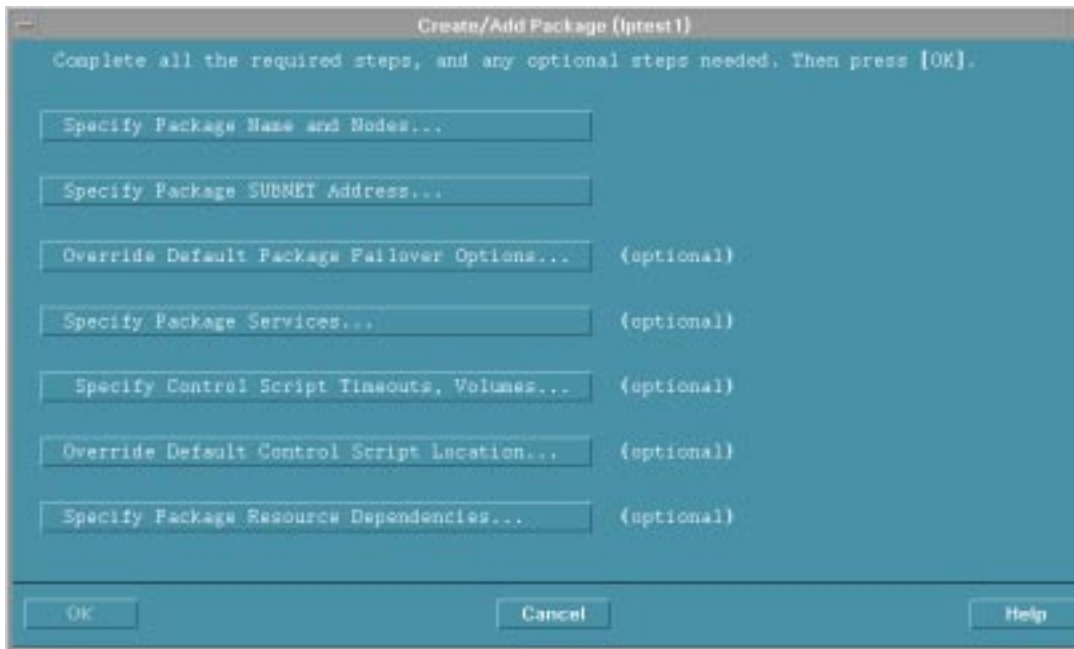 Create/Add Package (lptest1)
Complete all the required steps, and any optional steps needed. Then press [OK].
Specify Package Name and Nodes...
Specify Package SUBNET Address...
Override Default Package Failover Options... (optional)
Specify Package Services... (optional)
Specify Control Script Timeouts, Volumes... (optional)
Override Default Control Script Location... (optional)
Specify Package Resource Dependencies... (optional)
OK Cancel Help